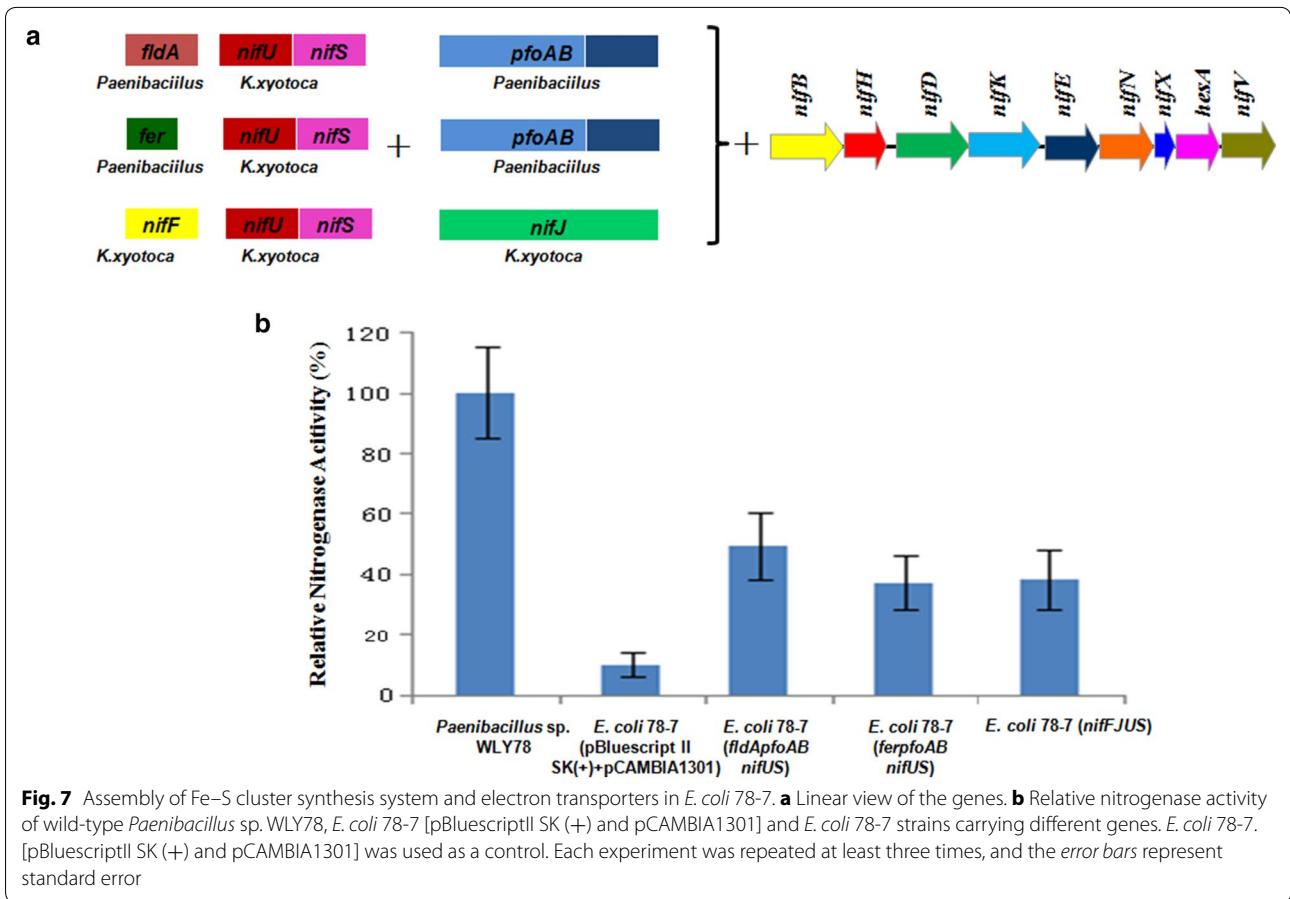 a
fldA nifU nifS pfoAB
Paenibaciilus K.xyotoca Paenibacillus
fer nifU nifS + pfoAB
Paenibaciilus K.xyotoca Paenibacillus
nifF nifU nifS nifJ
K.xyotoca K.xyotoca K.xyotoca
+
nifB nifH nifD nifK nifE nifN nifX hesA nifV
b
Relative Nitrogenase Acitivity (%)
120
100
80
60
40
20
0
Paenibacillus sp. WLY78
E. coli 78-7 (pBluescript II SK(+)+pCAMBIA1301)
E. coli 78-7 (fldApfoAB nifUS)
E. coli 78-7 (ferpfoAB nifUS)
E. coli 78-7 (nifFJUS)
Fig. 7 Assembly of Fe–S cluster synthesis system and electron transporters in E. coli 78-7. a Linear view of the genes. b Relative nitrogenase activity
of wild-type Paenibacillus sp. WLY78, E. coli 78-7 [pBluescriptII SK (+) and pCAMBIA1301] and E. coli 78-7 strains carrying different genes. E. coli 78-7.
[pBluescriptII SK (+) and pCAMBIA1301] was used as a control. Each experiment was repeated at least three times, and the error bars represent
standard error